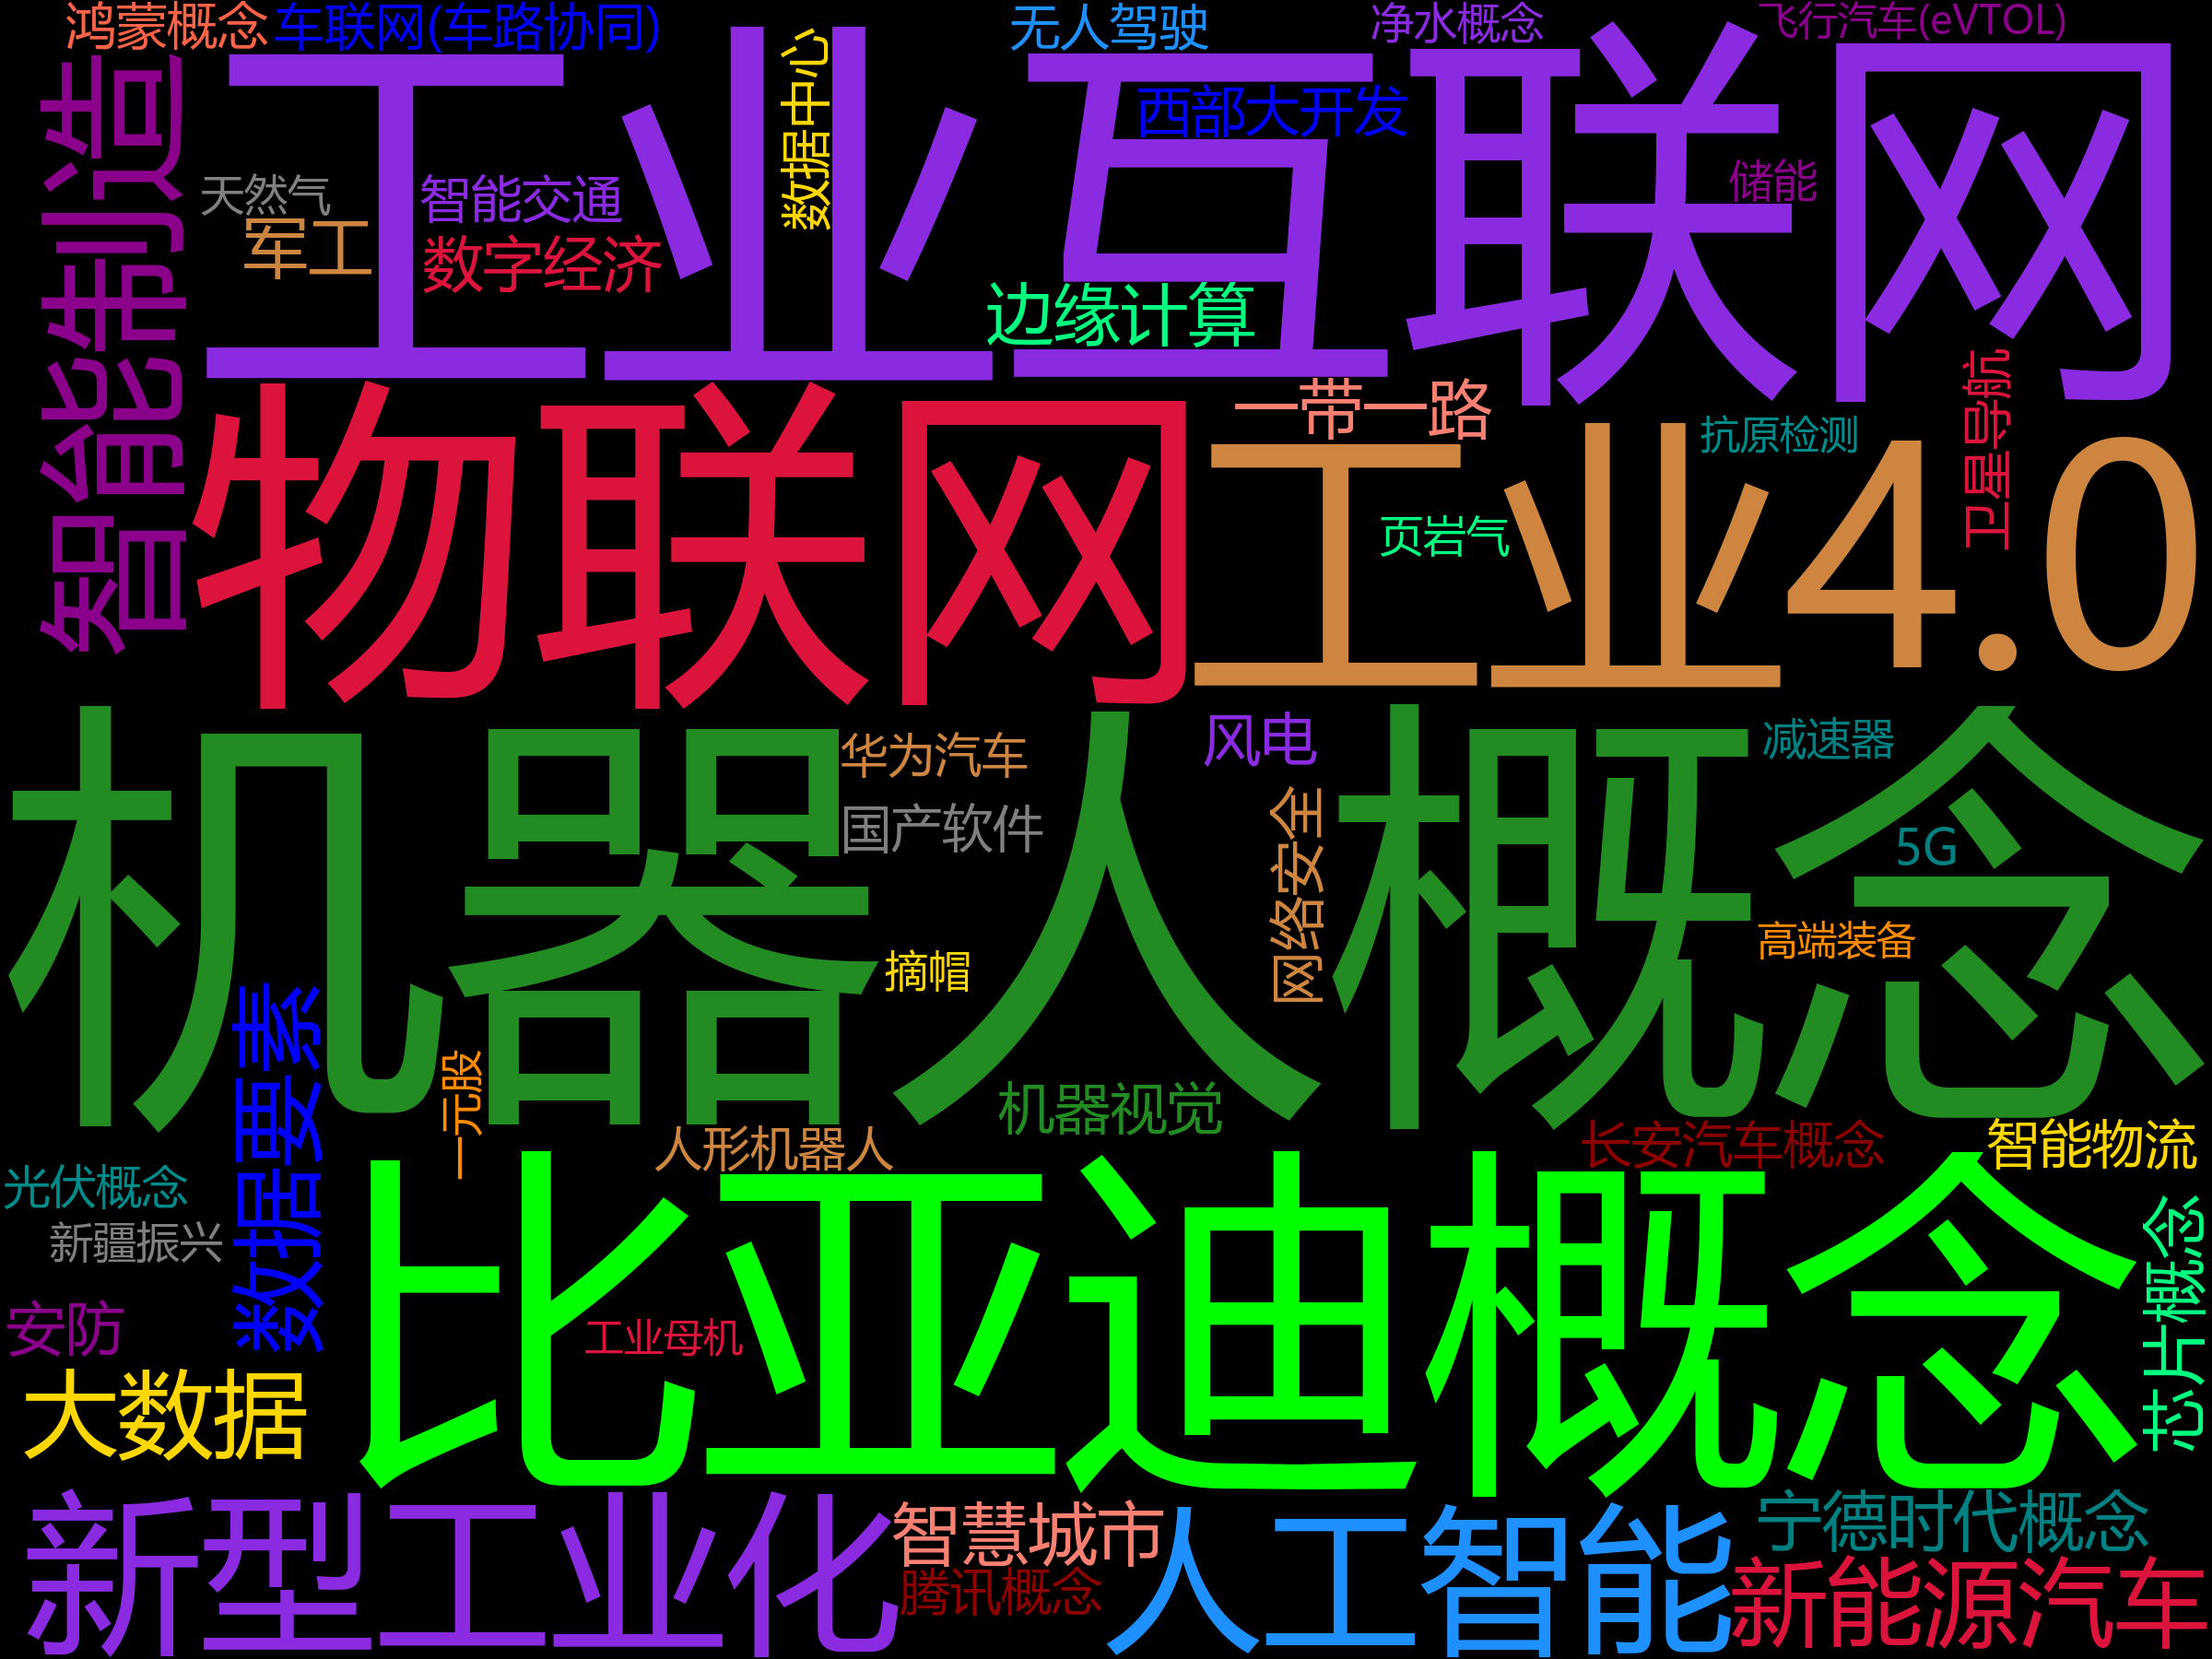 鸿蒙概念
车联网(车路协同)
无人驾驶
净水概念
飞行汽车(eVTOL)
工业互联网
数据中心
西部大开发
智能制造
天然气
智能交通
储能
军工
数字经济
边缘计算
物联网
一带一路
工业4.0
抗原检测
卫星导航
页岩气
机器人概念
华为汽车
风电
减速器
国产软件
网络安全
5G
摘帽
高端装备
数据要素
一元股
机器视觉
人形机器人
长安汽车概念
智能物流
光伏概念
比亚迪概念
新疆振兴
芯片概念
安防
工业母机
大数据
新型工业化
智慧城市
人工智能
宁德时代概念
腾讯概念
新能源汽车